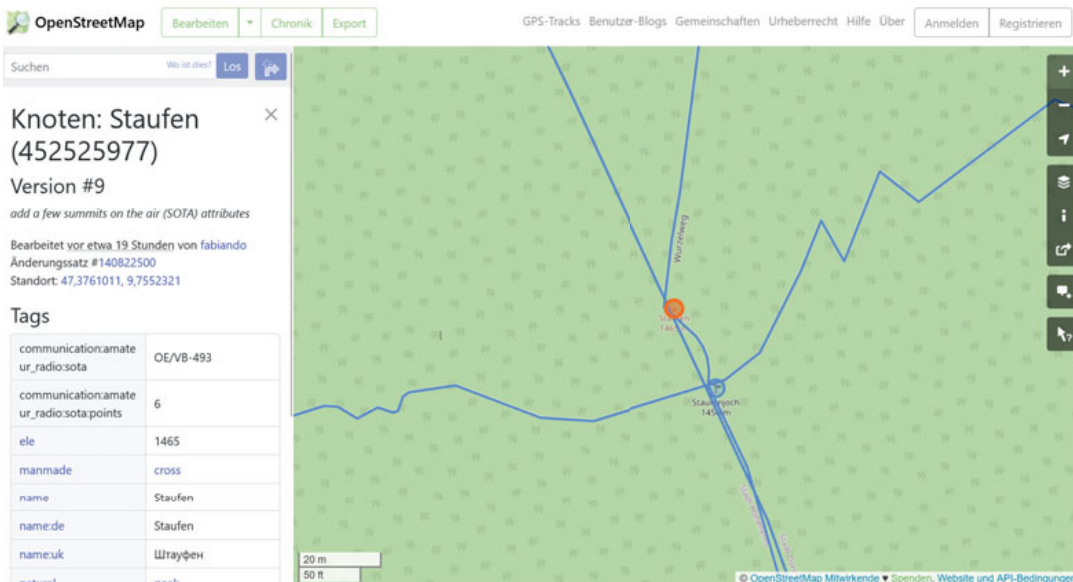 OpenStreetMap
Bearbeiten
Chronik
Export
GPS-Tracks Benutzer-Blogs Gemeinschaften Urheberrecht Hilfe Über
Anmelden
Registrieren
Suchen
Wo ist dies?
Los
Knoten: Staufen
(452525977)
Version #9
add a few summits on the air (SOTA) attributes
Bearbeitet vor etwa 19 Stunden von fabiando
Änderungssatz #140822500
Standort: 47,3761011, 9,7552321
Tags
communication:amate
ur_radio:sota
OE/VB-493
communication:amate
ur_radio:sota:points
6
ele
1465
manmade
cross
name
Staufen
name:de
Staufen
name:uk
Штауфен
natural
peak
Wurzelweg
Staufen
20 m
50 ft
© OpenStreetMap Mitwirkende ♥ Spenden. Website und API-Bedingungen